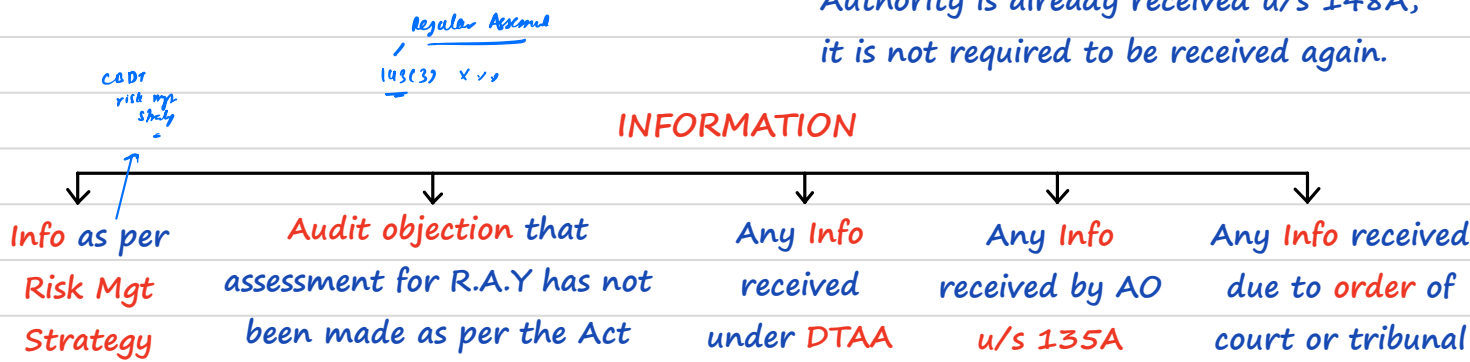 Authority is already received u/s 148A,
it is not required to be received again.
Regular Assemnt
143(3) x x x
CBDT
risk mgt
INFORMATION
Info as per
Risk Mgt
Strategy
Audit objection that
assessment for R.A.Y has not
been made as per the Act
Any Info
received
under DTAA
Any Info
received by AO
u/s 135A
Any Info received
due to order of
court or tribunal